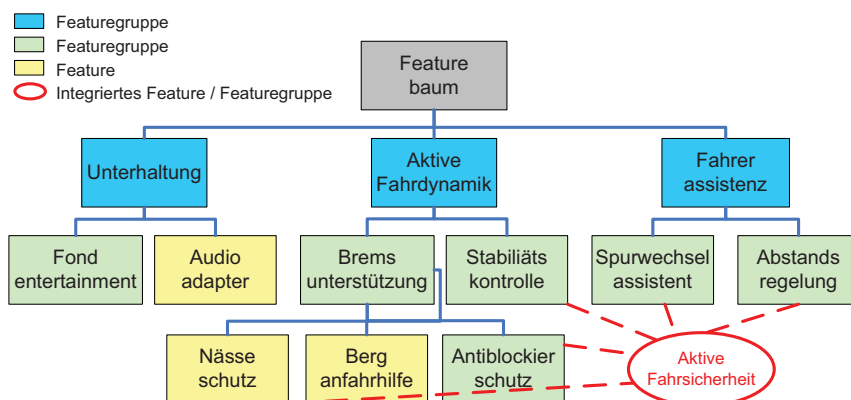 Featuregruppe
Featuregruppe
Feature
Integriertes Feature / Featuregruppe
Feature
baum
Unterhaltung
Aktive
Fahrdynamik
Fahrer
assistenz
Fond
entertainment
Audio
adapter
Brems
unterstützung
Stabiliäts
kontrolle
Spurwechsel
assistent
Abstands
regelung
Nässe
schutz
Berg
anfahrhilfe
Antiblockier
schutz
Aktive
Fahrsicherheit